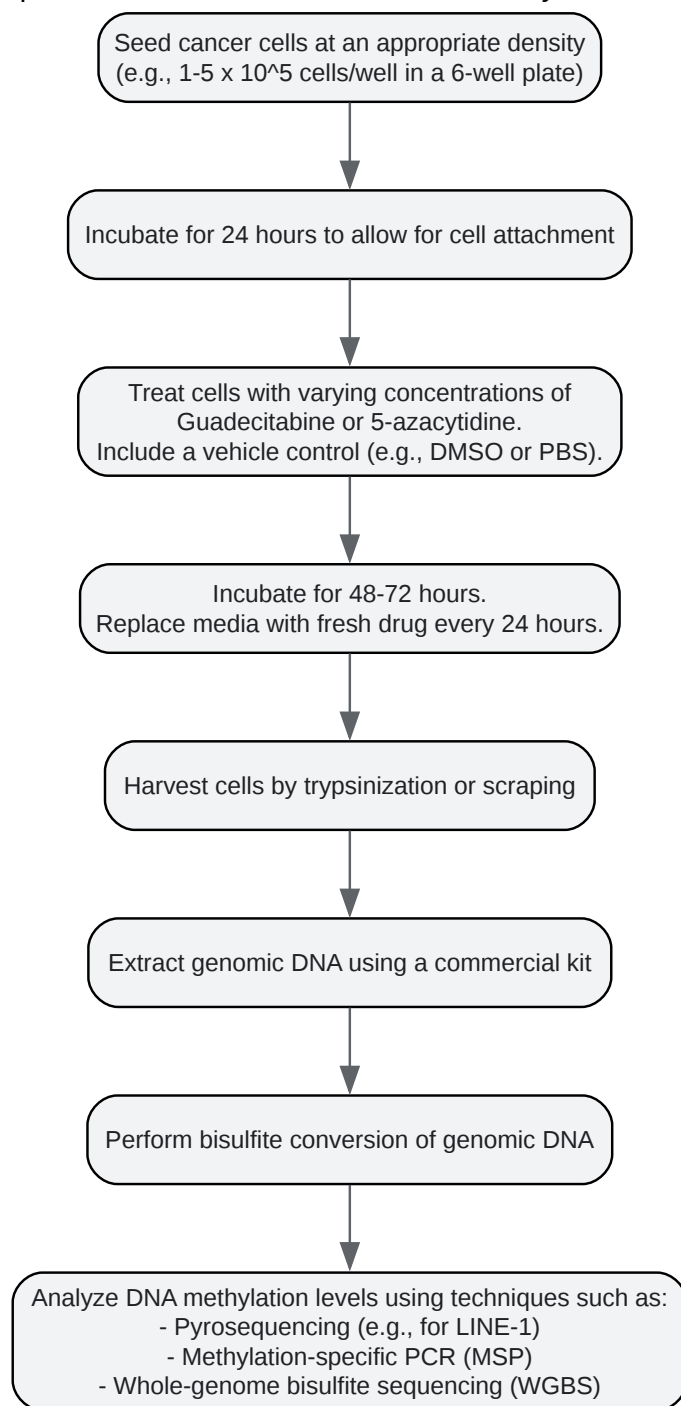 Seed cancer cells at an appropriate density
(e.g., 1-5 x 10^5 cells/well in a 6-well plate)
Incubate for 24 hours to allow for cell attachment
Treat cells with varying concentrations of
Guadecitabine or 5-azacytidine.
Include a vehicle control (e.g., DMSO or PBS).
Incubate for 48-72 hours.
Replace media with fresh drug every 24 hours.
Harvest cells by trypsinization or scraping
Extract genomic DNA using a commercial kit
Perform bisulfite conversion of genomic DNA
Analyze DNA methylation levels using techniques such as:
- Pyrosequencing (e.g., for LINE-1)
- Methylation-specific PCR (MSP)
- Whole-genome bisulfite sequencing (WGBS)